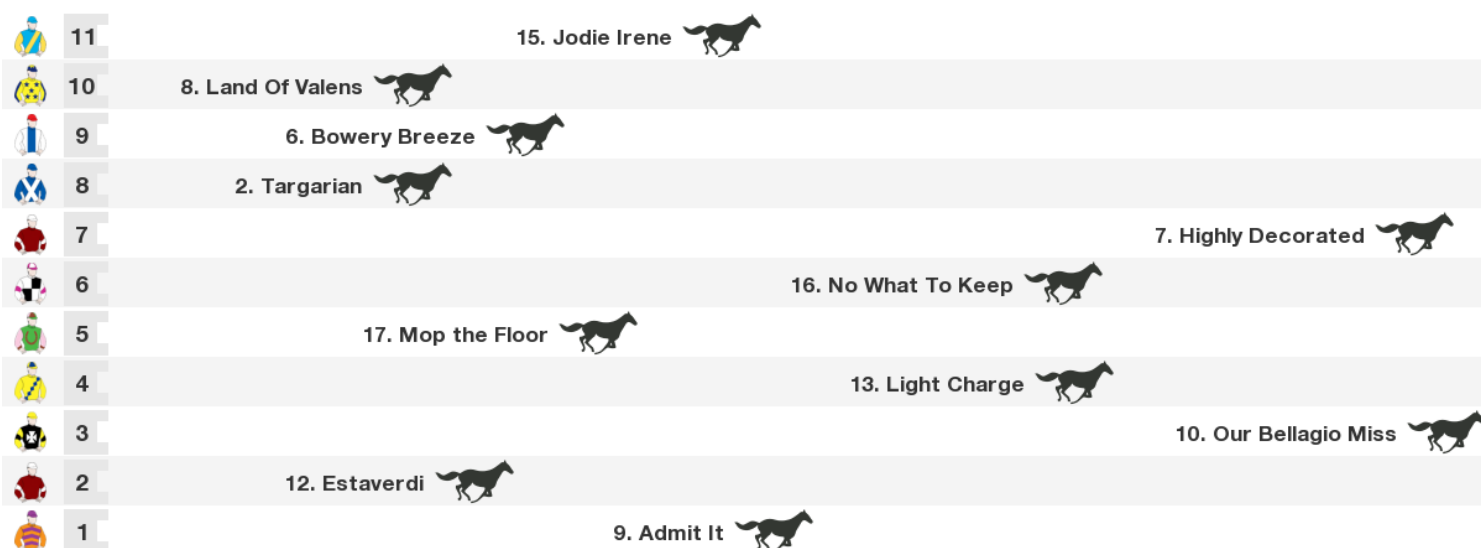 11 15. Jodie Irene
10 8. Land Of Valens
9 6. Bowery Breeze
8 2. Targarian
7 7. Highly Decorated
6 16. No What To Keep
5 17. Mop the Floor
4 13. Light Charge
3 10. Our Bellagio Miss
2 12. Estaverdi
1 9. Admit It